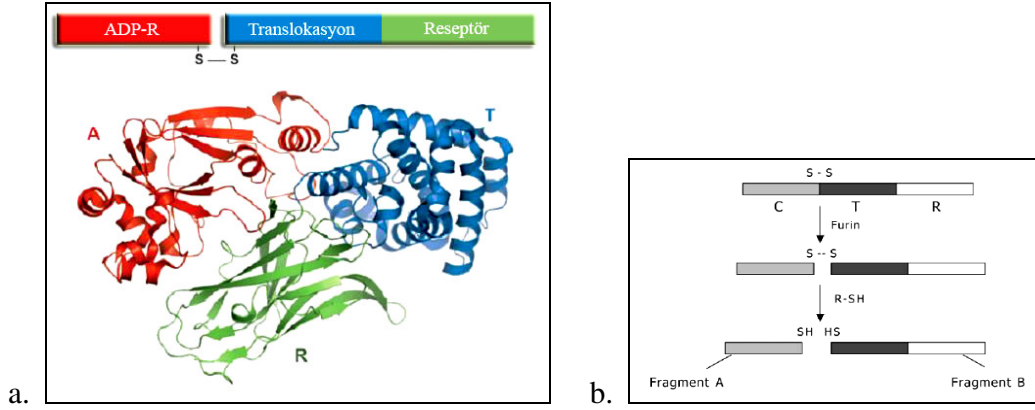 ADP-R Translokasyon Reseptör
S — S
A
T
R
a.
S - S
C T R
Furin
S -- S
R-SH
SH HS
Fragment A Fragment B
b.